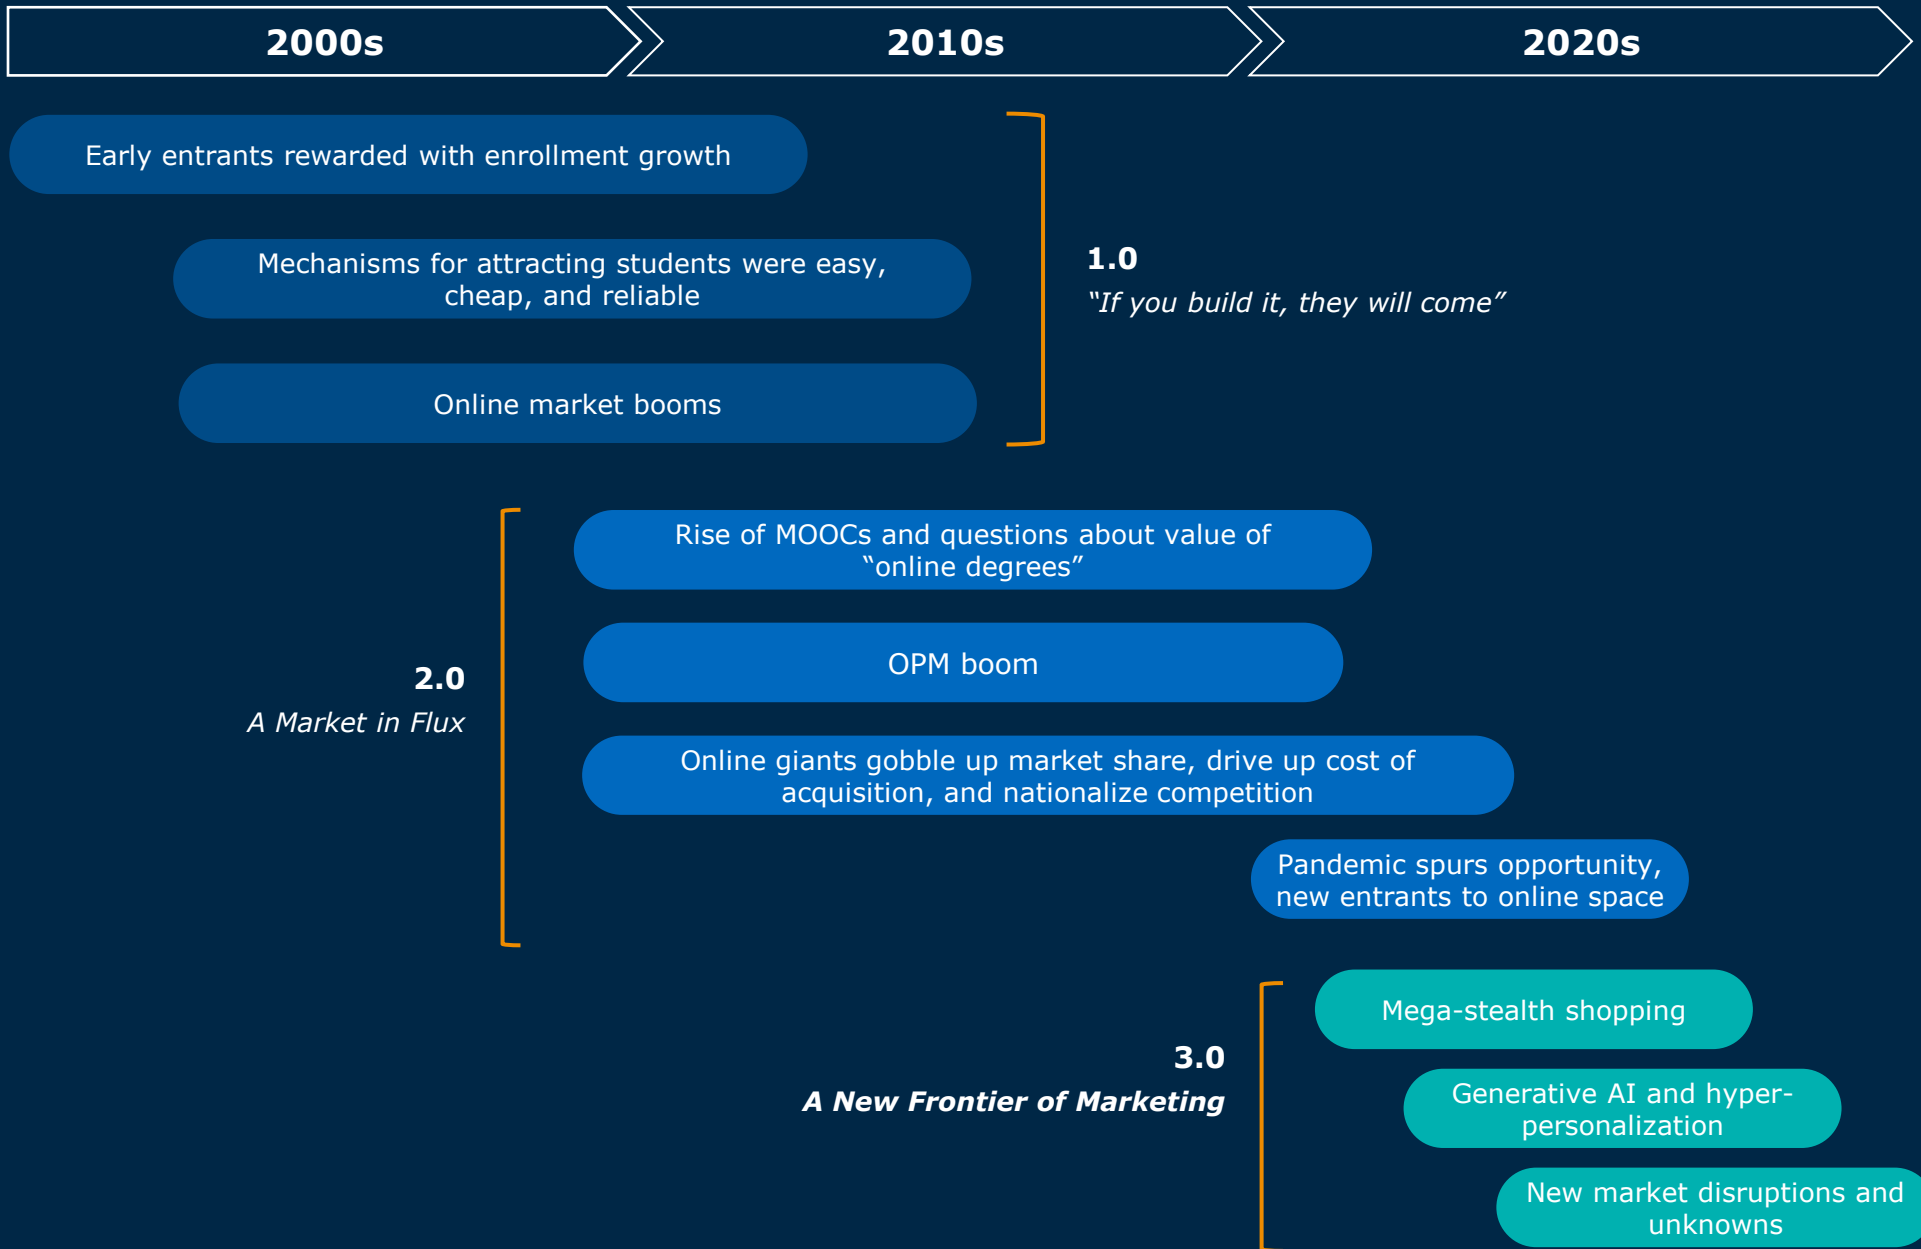 2000s
2010s
2020s
Early entrants rewarded with enrollment growth
Mechanisms for attracting students were easy,
cheap, and reliable
Online market booms
1.0
“If you build it, they will come”
2.0
A Market in Flux
Rise of MOOCs and questions about value of
“online degrees”
OPM boom
Online giants gobble up market share, drive up cost of
acquisition, and nationalize competition
Pandemic spurs opportunity,
new entrants to online space
3.0
A New Frontier of Marketing
Mega-stealth shopping
Generative AI and hyper-
personalization
New market disruptions and
unknowns